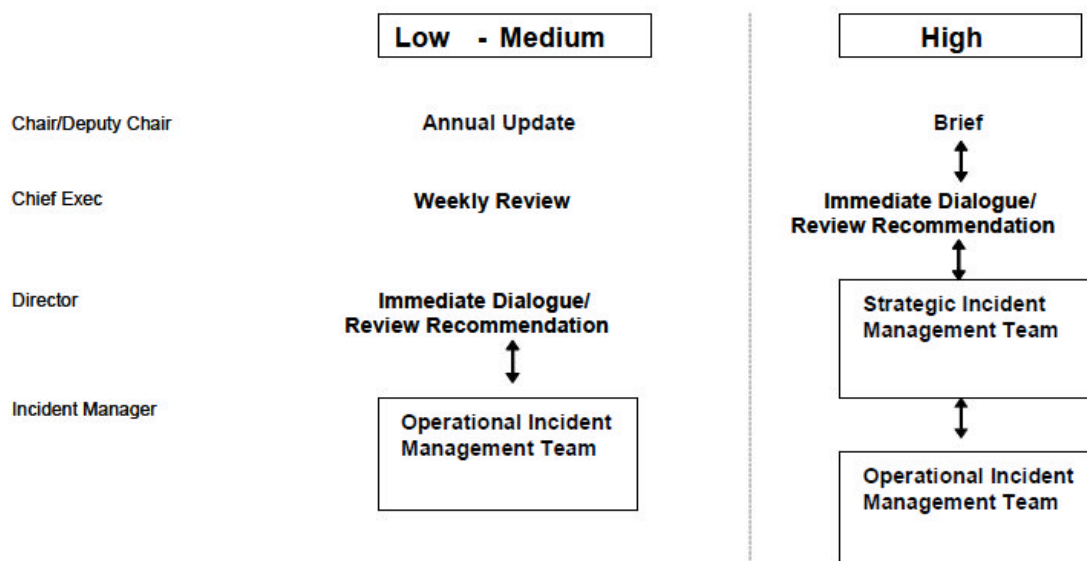 Low - Medium
High
Chair/Deputy Chair
Annual Update
Brief
Chief Exec
Weekly Review
Immediate Dialogue/
Review Recommendation
Director
Immediate Dialogue/
Review Recommendation
Strategic Incident
Management Team
Incident Manager
Operational Incident
Management Team
Operational Incident
Management Team